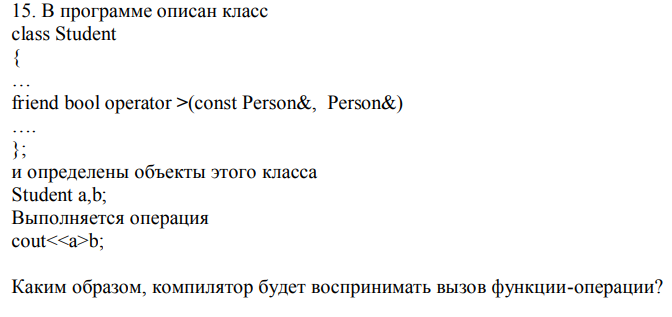 15. В программе описан класс
class Student
{
…
friend bool operator >(const Person&, Person&)
….
};
и определены объекты этого класса
Student a,b;
Выполняется операция
cout<<a>b;
Каким образом, компилятор будет воспринимать вызов функции-операции?